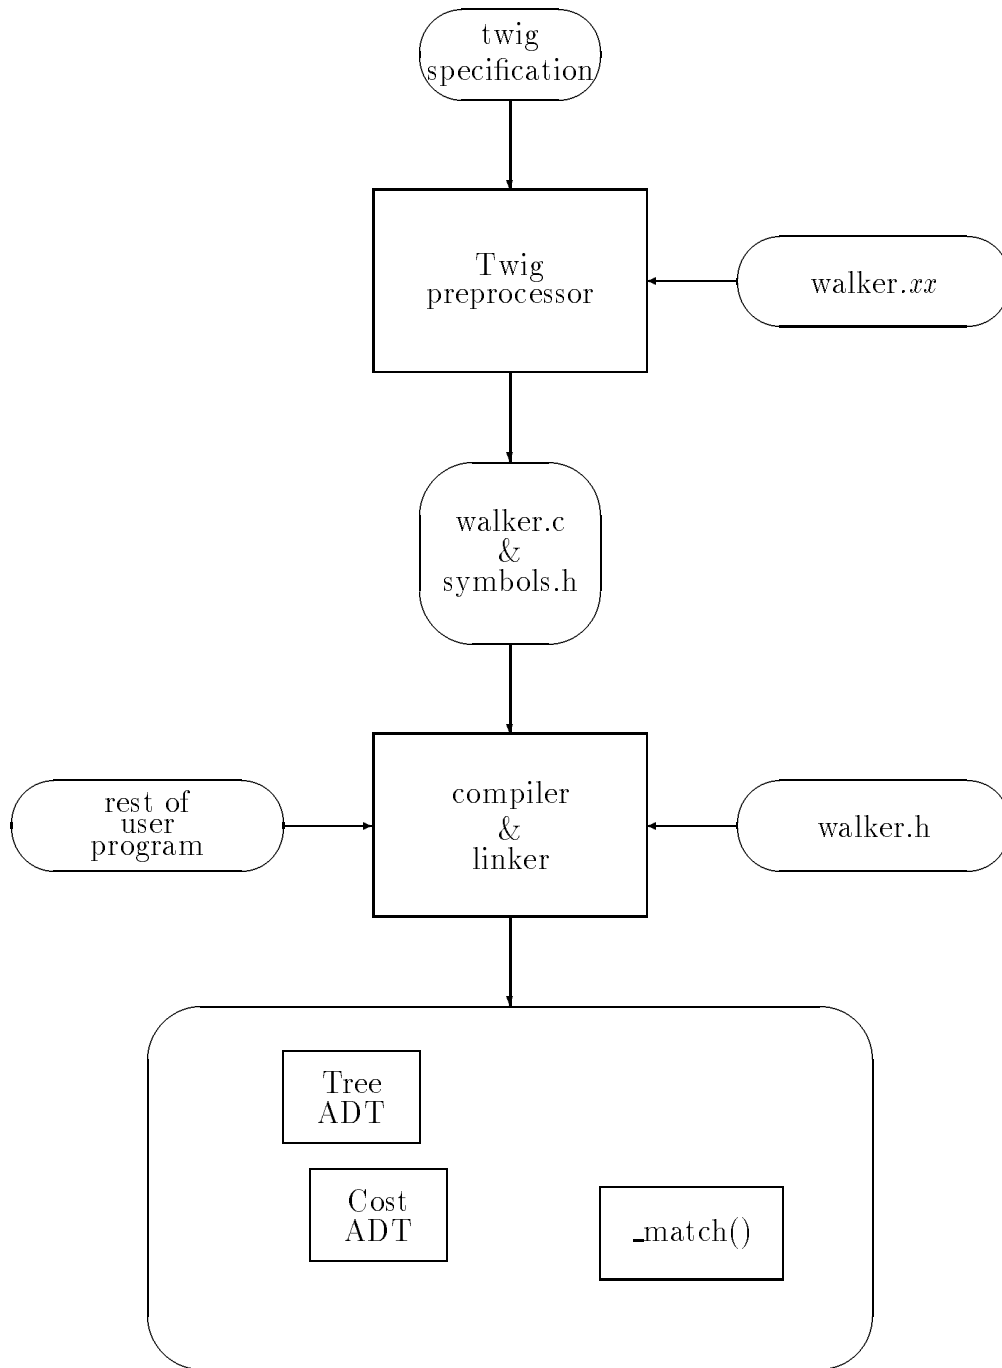 twig
specification
Twig
preprocessor
walker.xx
walker.c
&
symbols.h
rest of
user
program
compiler
&
linker
walker.h
Tree
ADT
Cost
ADT
_match()